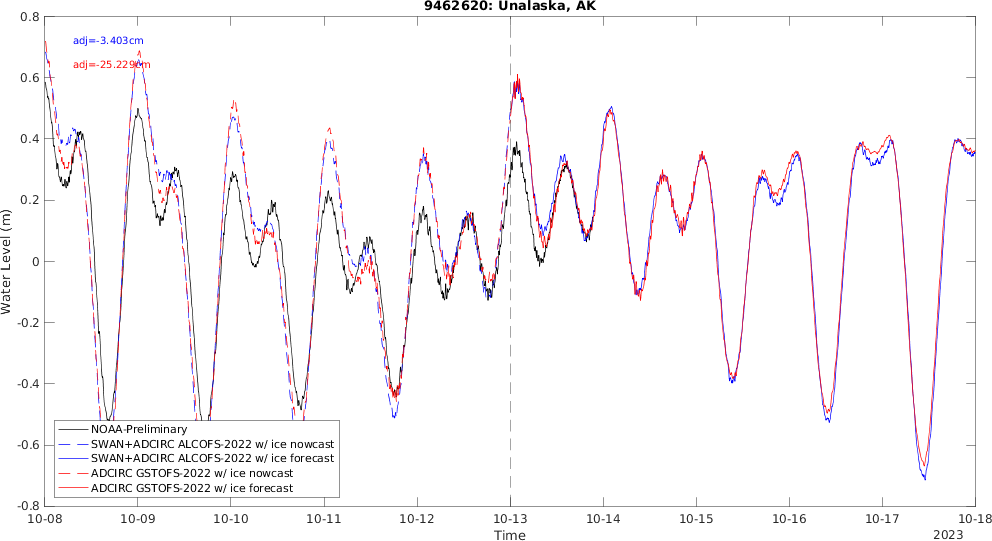 9462620: Unalaska, AK
adj=-3.403cm
adj=-25.229cm
Water Level (m)
0.8
0.6
0.4
0.2
0
-0.2
-0.4
-0.6
-0.8
NOAA-Preliminary
SWAN+ADCIRC ALCOFS-2022 w/ ice nowcast
SWAN+ADCIRC ALCOFS-2022 w/ ice forecast
ADCIRC GSTOFS-2022 w/ ice nowcast
ADCIRC GSTOFS-2022 w/ ice forecast
10-08 10-09 10-10 10-11 10-12 10-13 10-14 10-15 10-16 10-17 10-18
Time
2023